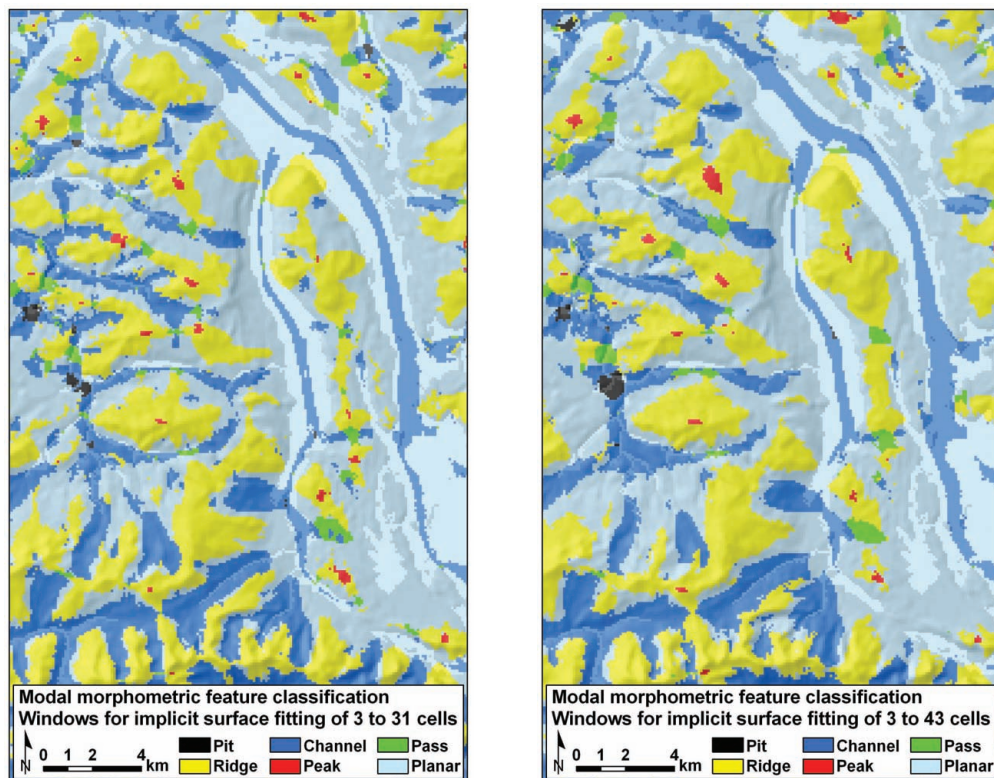 Modal morphometric feature classification
Windows for implicit surface fitting of 3 to 31 cells
N
0 1 2 4
km
Pit Channel Pass
Ridge Peak Planar
Modal morphometric feature classification
Windows for implicit surface fitting of 3 to 43 cells
N
0 1 2 4
km
Pit Channel Pass
Ridge Peak Planar